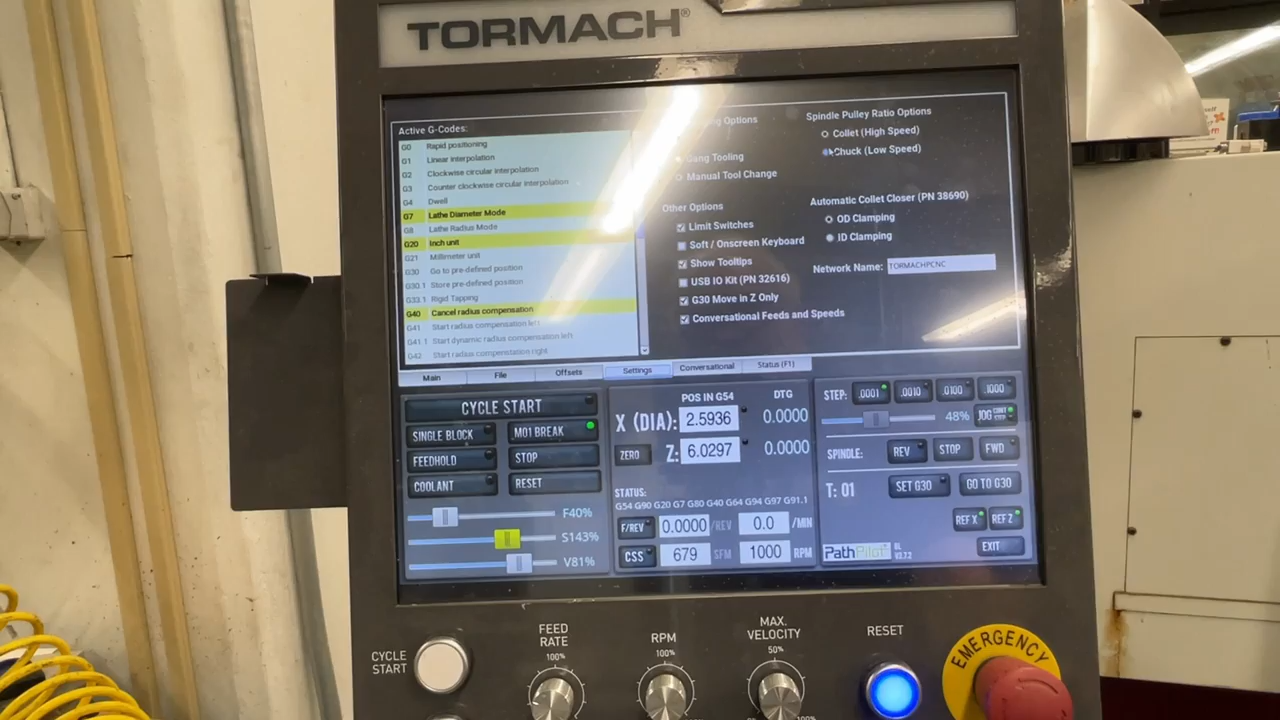 TORMACH®
Active G-Codes:
G0 Rapid positioning
G1 Linear interpolation
G2 Clockwise circular interpolation
G3 Counter clockwise circular interpolation
G4 Dwell
G7 Lathe Diameter Mode
G8 Lathe Radius Mode
G20 Inch unit
G21 Millimeter unit
G30 Go to pre-defined position
G30.1 Store pre-defined position
G33.1 Rigid Tapping
G40 Cancel radius compensation
G41 Start radius compensation left
G41.1 Start dynamic radius compensation left
G42 Start radius compenstation right
Options
Gang Tooling
Manual Tool Change
Other Options
Limit Switches
Soft / Onscreen Keyboard
Show Tooltips
USB IO Kit (PN 32616)
G30 Move in Z Only
Conversational Feeds and Speeds
Spindle Pulley Ratio Options
Collet (High Speed)
Chuck (Low Speed)
Automatic Collet Closer (PN 38690)
OD Clamping
ID Clamping
Network Name: TORMACHPCNC
Main File Offsets Settings Conversational Status (F1)
CYCLE START
SINGLE BLOCK M01 BREAK
FEEDHOLD STOP
COOLANT RESET
F40%
S143%
V81%
POS IN G54 DTG
X (DIA): 2.5936 0.0000
ZERO Z: 6.0297 0.0000
STATUS:
G54 G90 G20 G7 G80 G40 G64 G94 G97 G91.1
F/REV 0.0000 /REV 0.0 /MIN
CSS 679 SFM 1000 RPM
STEP: .0001 .0010 .0100 .1000
48% JOG CONT STEP
SPINDLE: REV STOP FWD
T: 01 SET G30 GO TO G30
REF X REF Z
PathPilot
EXIT
CYCLE
START
FEED
RATE
100%
RPM
100%
MAX.
VELOCITY
50%
100%
RESET
EMERGENCY